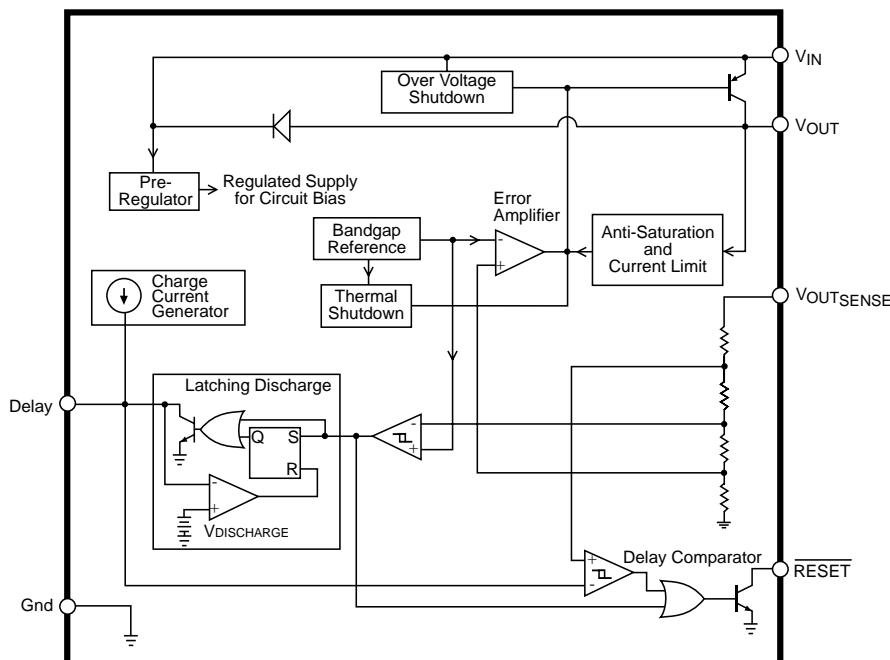 VIN
Over Voltage
Shutdown
VOUT
Pre-
Regulator
Regulated Supply
for Circuit Bias
Error
Amplifier
Bandgap
Reference
-
+
Anti-Saturation
and
Current Limit
Charge
Current
Generator
Thermal
Shutdown
VOUTSENSE
Latching Discharge
Delay
Q
S
R
-
+
-
+
VDISCHARGE
Delay Comparator
+
-
RESET
Gnd